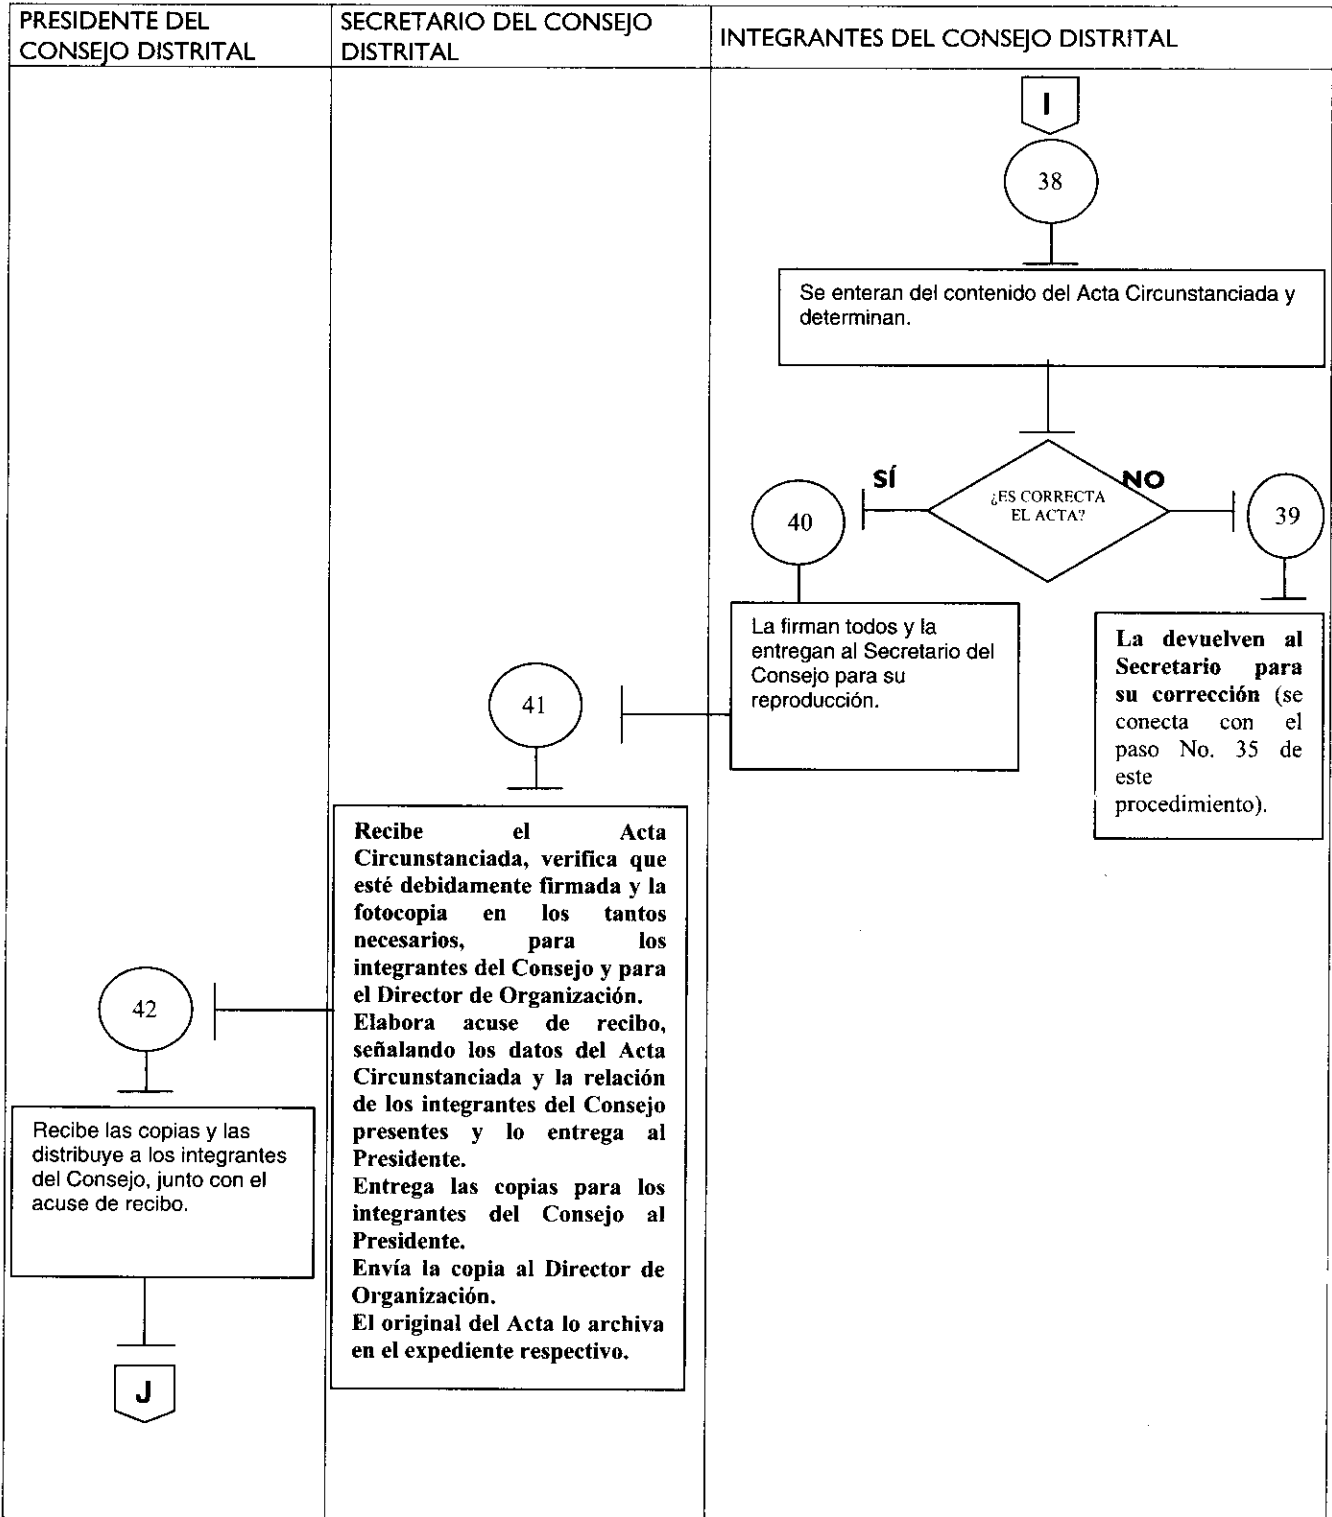 PRESIDENTE DEL
CONSEJO DISTRITAL
SECRETARIO DEL CONSEJO
DISTRITAL
INTEGRANTES DEL CONSEJO DISTRITAL
I
38
Se enteran del contenido del Acta Circunstanciada y
determinan.
¿ES CORRECTA
EL ACTA?
SÍ
NO
40
39
La firman todos y la
entregan al Secretario del
Consejo para su
reproducción.
La devuelven al
Secretario para
su corrección (se
conecta con el
paso No. 35 de
este
procedimiento).
41
Recibe el Acta
Circunstanciada, verifica que
esté debidamente firmada y la
fotocopia en los tantos
necesarios, para los
integrantes del Consejo y para
el Director de Organización.
Elabora acuse de recibo,
señalando los datos del Acta
Circunstanciada y la relación
de los integrantes del Consejo
presentes y lo entrega al
Presidente.
Entrega las copias para los
integrantes del Consejo al
Presidente.
Envía la copia al Director de
Organización.
El original del Acta lo archiva
en el expediente respectivo.
42
Recibe las copias y las
distribuye a los integrantes
del Consejo, junto con el
acuse de recibo.
J